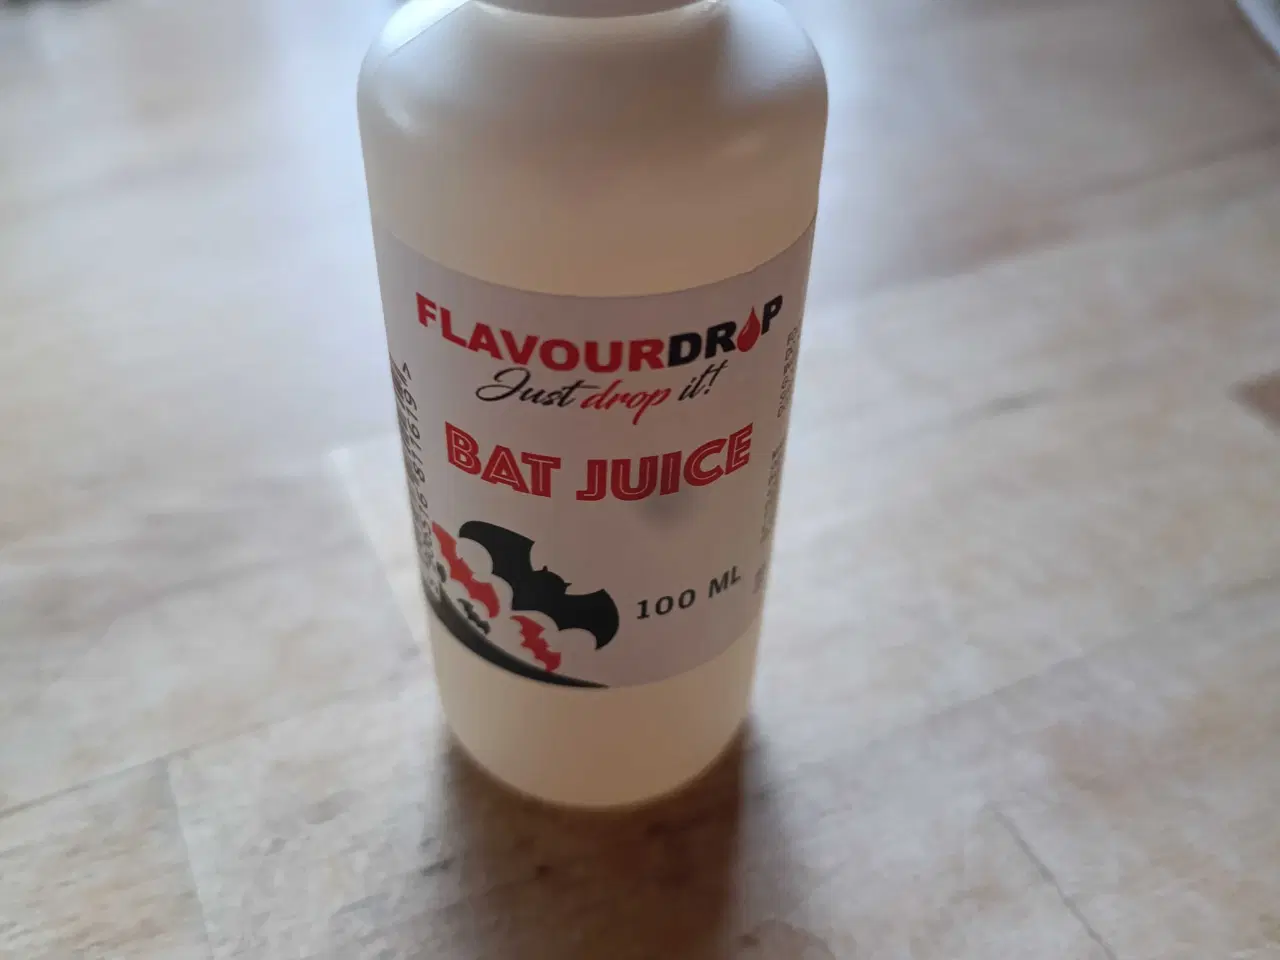 FLAVOURDROP
Just drop it!
BAT JUICE
100 ML